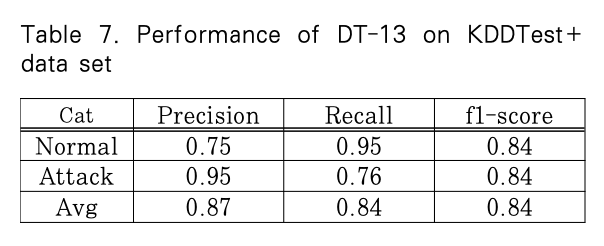 Table 7. Performance of DT-13 on KDDTest+
data set
Cat Precision Recall f1-score
Normal 0.75 0.95 0.84
Attack 0.95 0.76 0.84
Avg 0.87 0.84 0.84